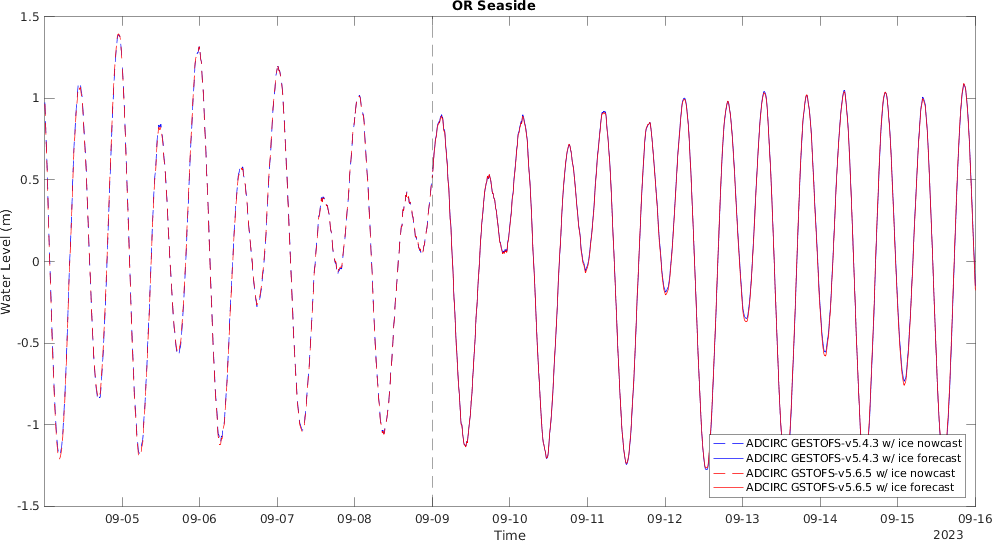 OR Seaside
1.5
1
0.5
0
-0.5
-1
-1.5
Water Level (m)
ADCIRC GESTOFS-v5.4.3 w/ ice nowcast
ADCIRC GESTOFS-v5.4.3 w/ ice forecast
ADCIRC GSTOFS-v5.6.5 w/ ice nowcast
ADCIRC GSTOFS-v5.6.5 w/ ice forecast
09-05 09-06 09-07 09-08 09-09 09-10 09-11 09-12 09-13 09-14 09-15 09-16
Time
2023